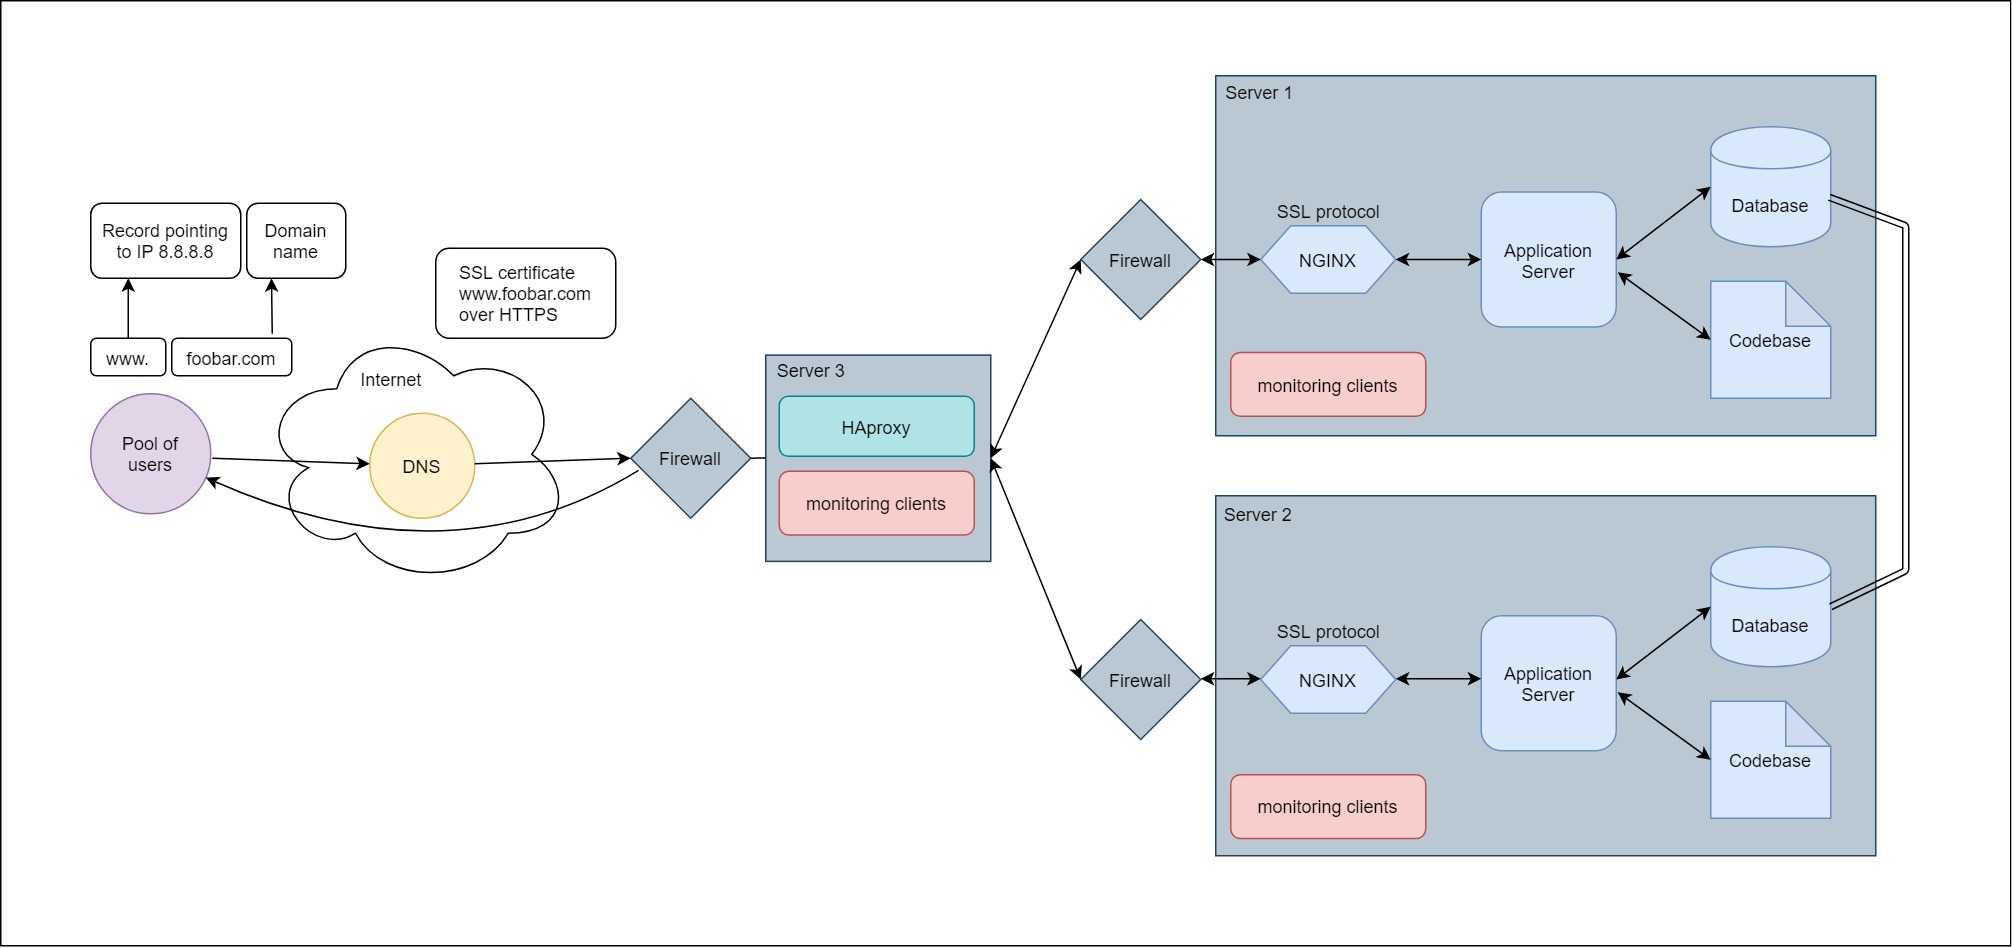 Record pointing
to IP 8.8.8.8
Domain
name
www.
foobar.com
SSL certificate
www.foobar.com
over HTTPS
Pool of
users
Internet
DNS
Firewall
Server 3
HAproxy
monitoring clients
Firewall
Server 1
SSL protocol
NGINX
Application
Server
Database
Codebase
monitoring clients
Firewall
Server 2
SSL protocol
NGINX
Application
Server
Database
Codebase
monitoring clients